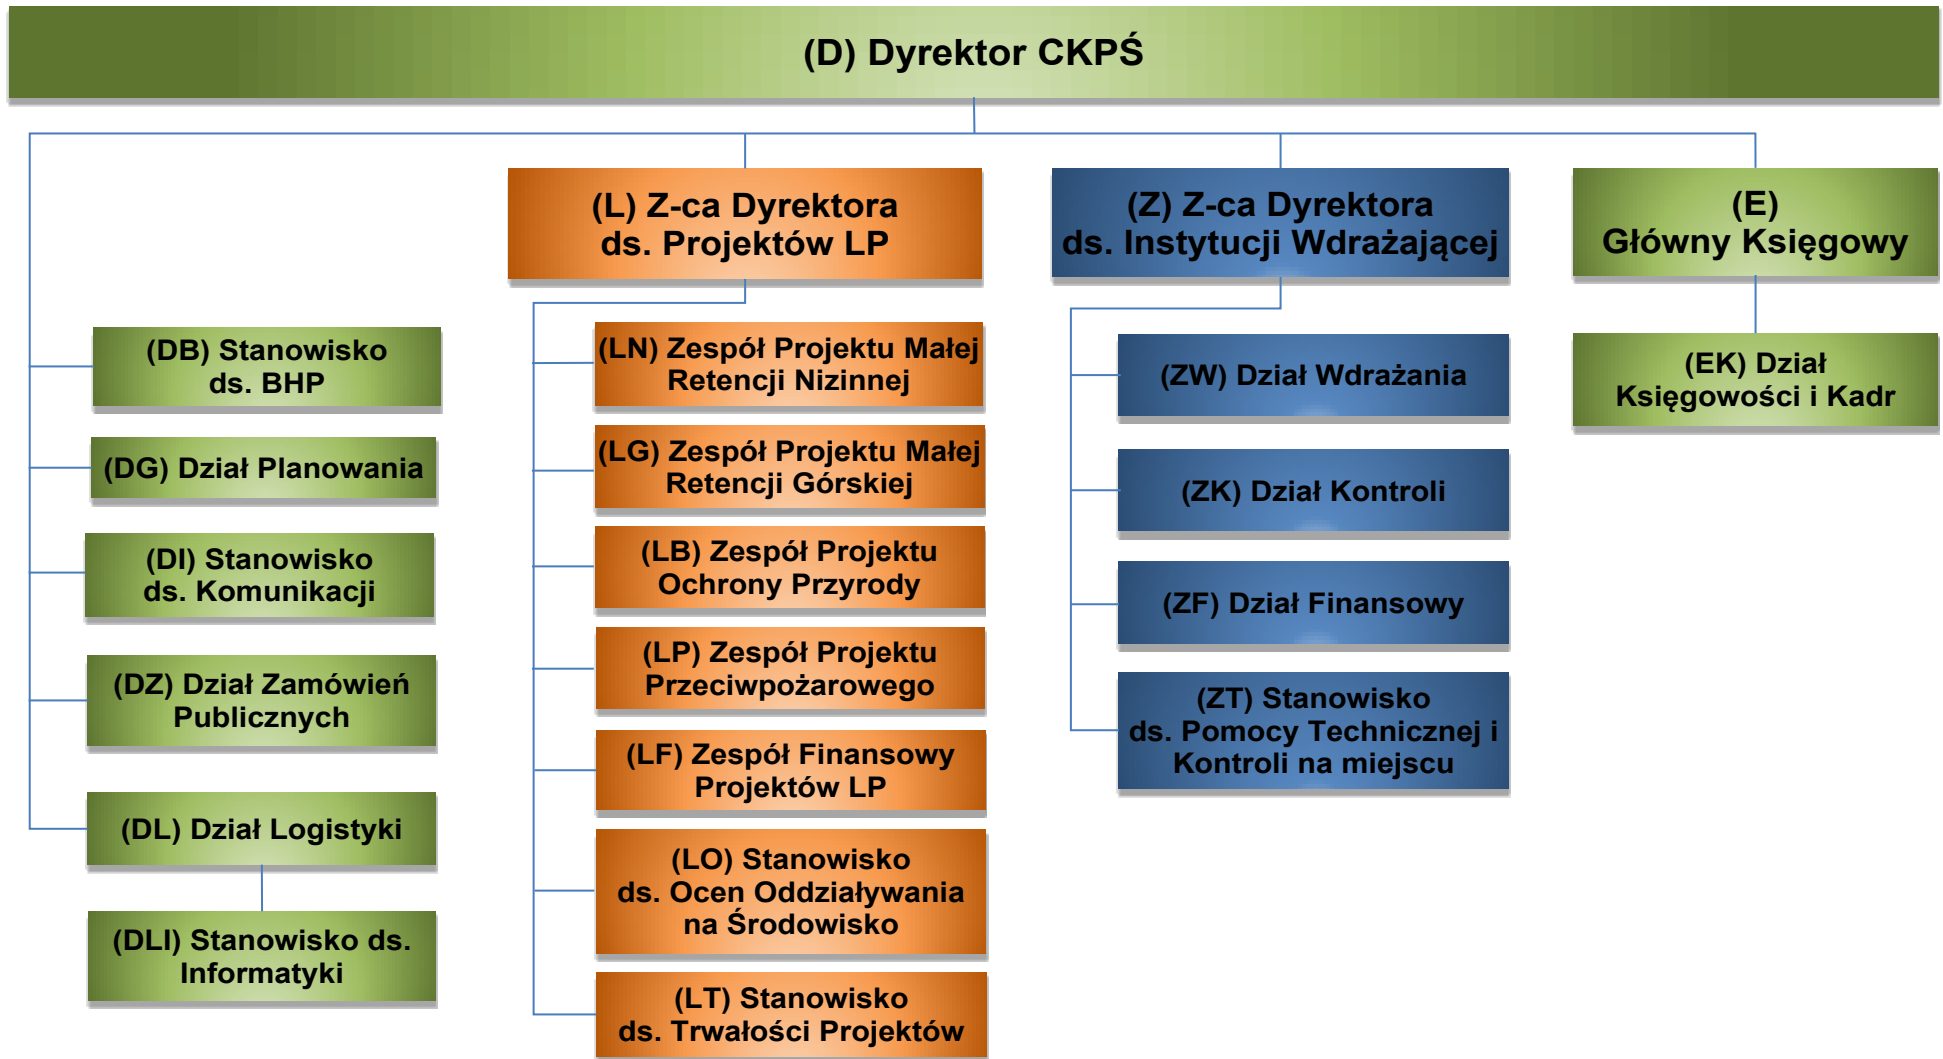 (D) Dyrektor CKPŚ
(L) Z-ca Dyrektora
ds. Projektów LP
(Z) Z-ca Dyrektora
ds. Instytucji Wdrażającej
(E)
Główny Księgowy
(DB) Stanowisko
ds. BHP
(DG) Dział Planowania
(DI) Stanowisko
ds. Komunikacji
(DZ) Dział Zamówień
Publicznych
(DL) Dział Logistyki
(DLI) Stanowisko ds.
Informatyki
(LN) Zespół Projektu Małej
Retencji Nizinnej
(LG) Zespół Projektu Małej
Retencji Górskiej
(LB) Zespół Projektu
Ochrony Przyrody
(LP) Zespół Projektu
Przeciwpożarowego
(LF) Zespół Finansowy
Projektów LP
(LO) Stanowisko
ds. Ocen Oddziaływania
na Środowisko
(LT) Stanowisko
ds. Trwałości Projektów
(ZW) Dział Wdrażania
(ZK) Dział Kontroli
(ZF) Dział Finansowy
(ZT) Stanowisko
ds. Pomocy Technicznej i
Kontroli na miejscu
(EK) Dział
Księgowości i Kadr